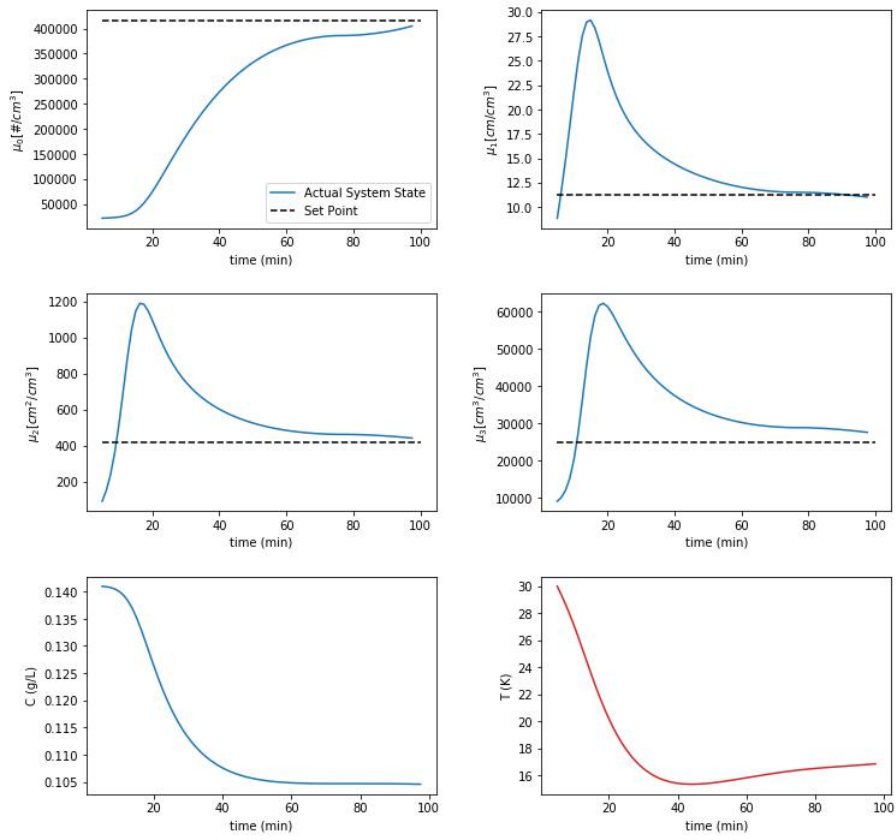 400000
350000
300000
250000
200000
150000
100000
50000
μ₀[#/cm³]
Actual System State
Set Point
20 40 60 80 100
time (min)
30.0
27.5
25.0
22.5
20.0
17.5
15.0
12.5
10.0
μ₁[cm/cm³]
20 40 60 80 100
time (min)
1200
1000
800
600
400
200
μ₂[cm²/cm³]
20 40 60 80 100
time (min)
60000
50000
40000
30000
20000
10000
μ₃[cm³/cm³]
20 40 60 80 100
time (min)
0.140
0.135
0.130
0.125
0.120
0.115
0.110
0.105
C (g/L)
20 40 60 80 100
time (min)
30
28
26
24
22
20
18
16
T (K)
20 40 60 80 100
time (min)